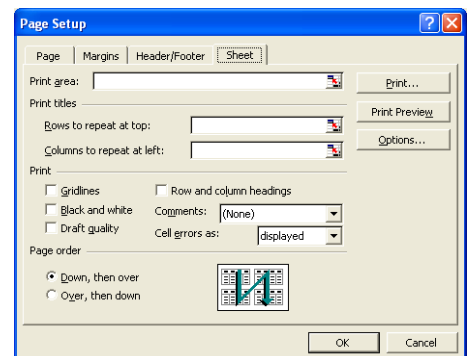 Page Setup
Page Margins Header/Footer Sheet
Print area: Print...
Print titles Print Preview
Rows to repeat at top: Options...
Columns to repeat at left:
Print
Gridlines Row and column headings
Black and white Comments: (None)
Draft quality Cell errors as: displayed
Page order
Down, then over
Over, then down
OK Cancel